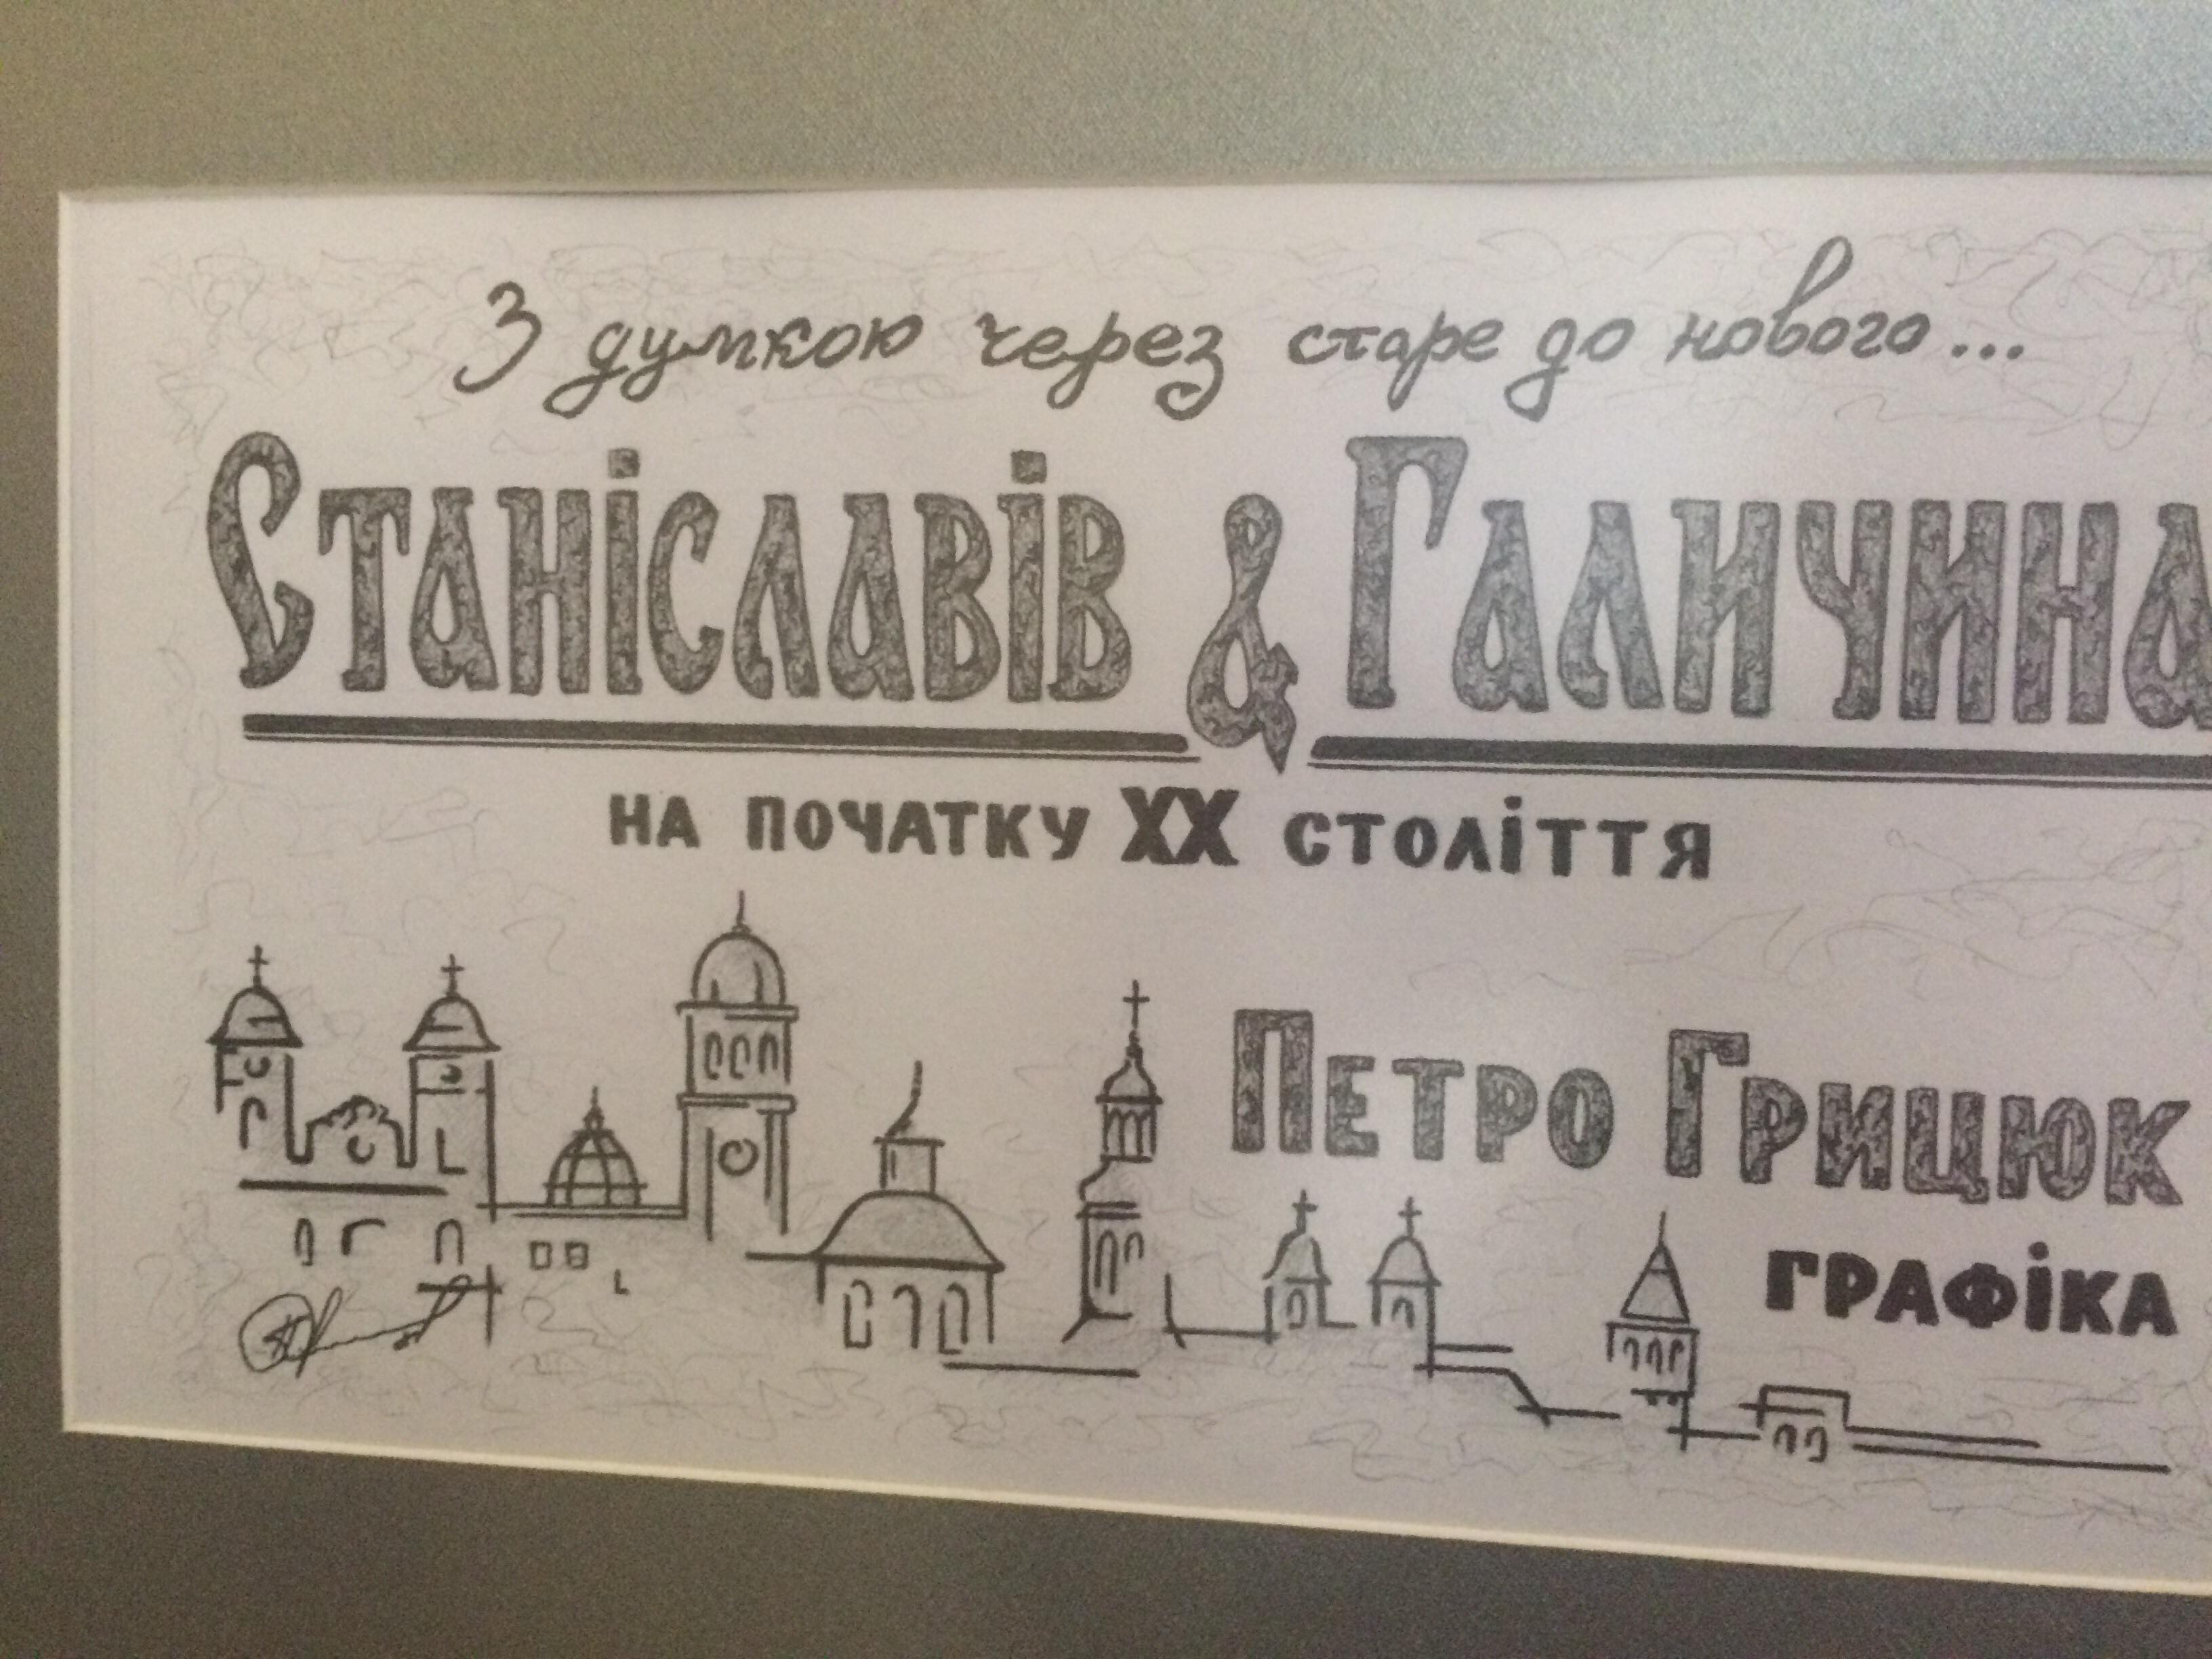 З думкою через старе до нового...
Станіславів & Галичина
на початку XX століття
Петро Грицюк
графіка